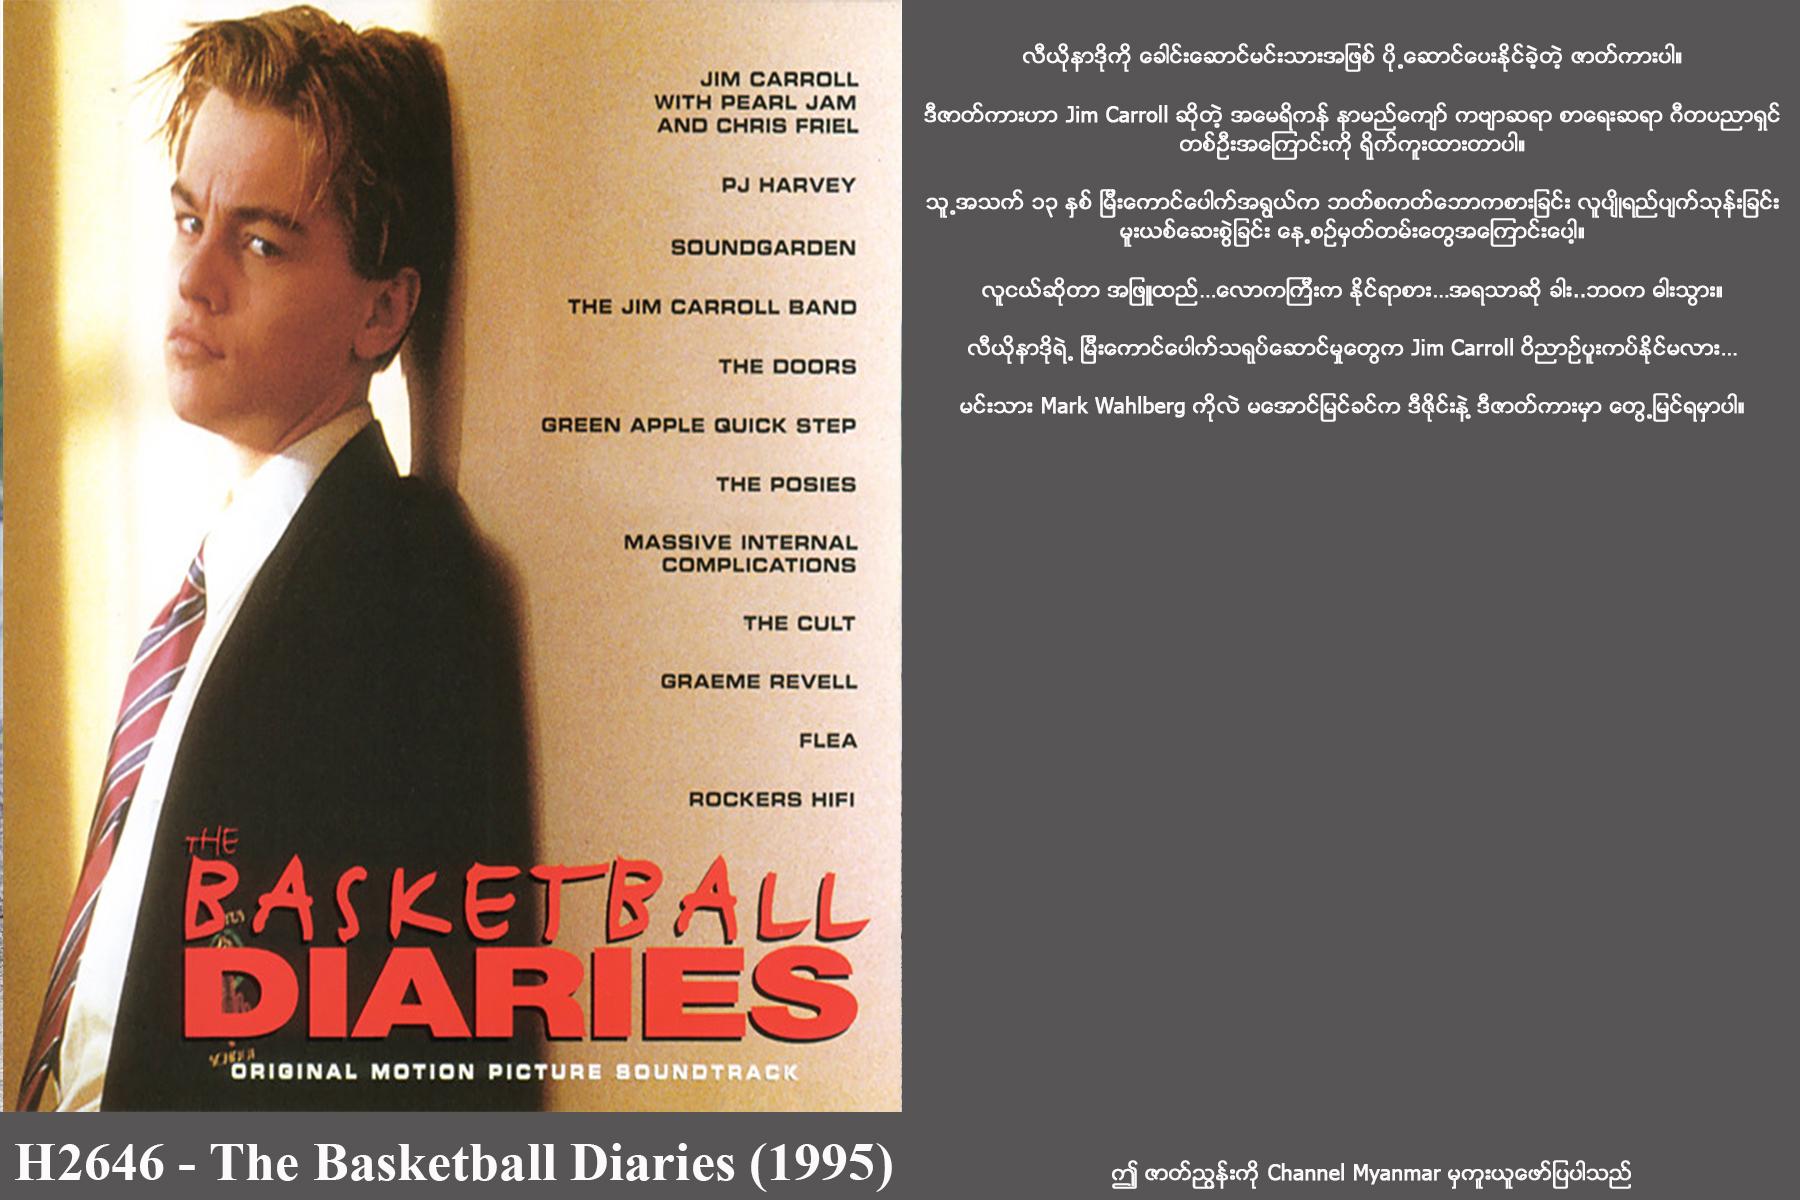 JIM CARROLL
WITH PEARL JAM
AND CHRIS FRIEL
PJ HARVEY
SOUNDGARDEN
THE JIM CARROLL BAND
THE DOORS
GREEN APPLE QUICK STEP
THE POSIES
MASSIVE INTERNAL
COMPLICATIONS
THE CULT
GRAEME REVELL
FLEA
ROCKERS HIFI
THE
BASKETBALL
DIARIES
ORIGINAL MOTION PICTURE SOUNDTRACK
H2646 - The Basketball Diaries (1995)
လီယိုနာဒိုကို ခေါင်းဆောင်မင်းသားအဖြစ် ပို့ဆောင်ပေးနိုင်ခဲ့တဲ့ ဇာတ်ကားပါ။
ဒီဇာတ်ကားဟာ Jim Carroll ဆိုတဲ့ အမေရိကန် နာမည်ကျော် ကဗျာဆရာ စာရေးဆရာ ဂီတပညာရှင်
တစ်ဦးအကြောင်းကို ရိုက်ကူးထားတာပါ။
သူ့အသက် ၁၃ နှစ် မြီးကောင်ပေါက်အရွယ်က ဘတ်စကတ်ဘောကစားခြင်း လူပျိုရည်ပျက်သုန်းခြင်း
မူးယစ်ဆေးစွဲခြင်း နေ့စဉ်မှတ်တမ်းတွေအကြောင်းပေါ့။
လူငယ်ဆိုတာ အဖြူထည်...လောကကြီးက နိုင်ရာစား...အရသာဆို ခါး..ဘဝက ဓါးသွား။
လီယိုနာဒိုရဲ့ မြီးကောင်ပေါက်သရုပ်ဆောင်မှုတွေက Jim Carroll ဝိညာဉ်ပူးကပ်နိုင်မလား...
မင်းသား Mark Wahlberg ကိုလဲ မအောင်မြင်ခင်က ဒီဇိုင်းနဲ့ ဒီဇာတ်ကားမှာ တွေ့မြင်ရမှာပါ။
ဤ ဇာတ်ညွှန်းကို Channel Myanmar မှကူးယူဖော်ပြပါသည်